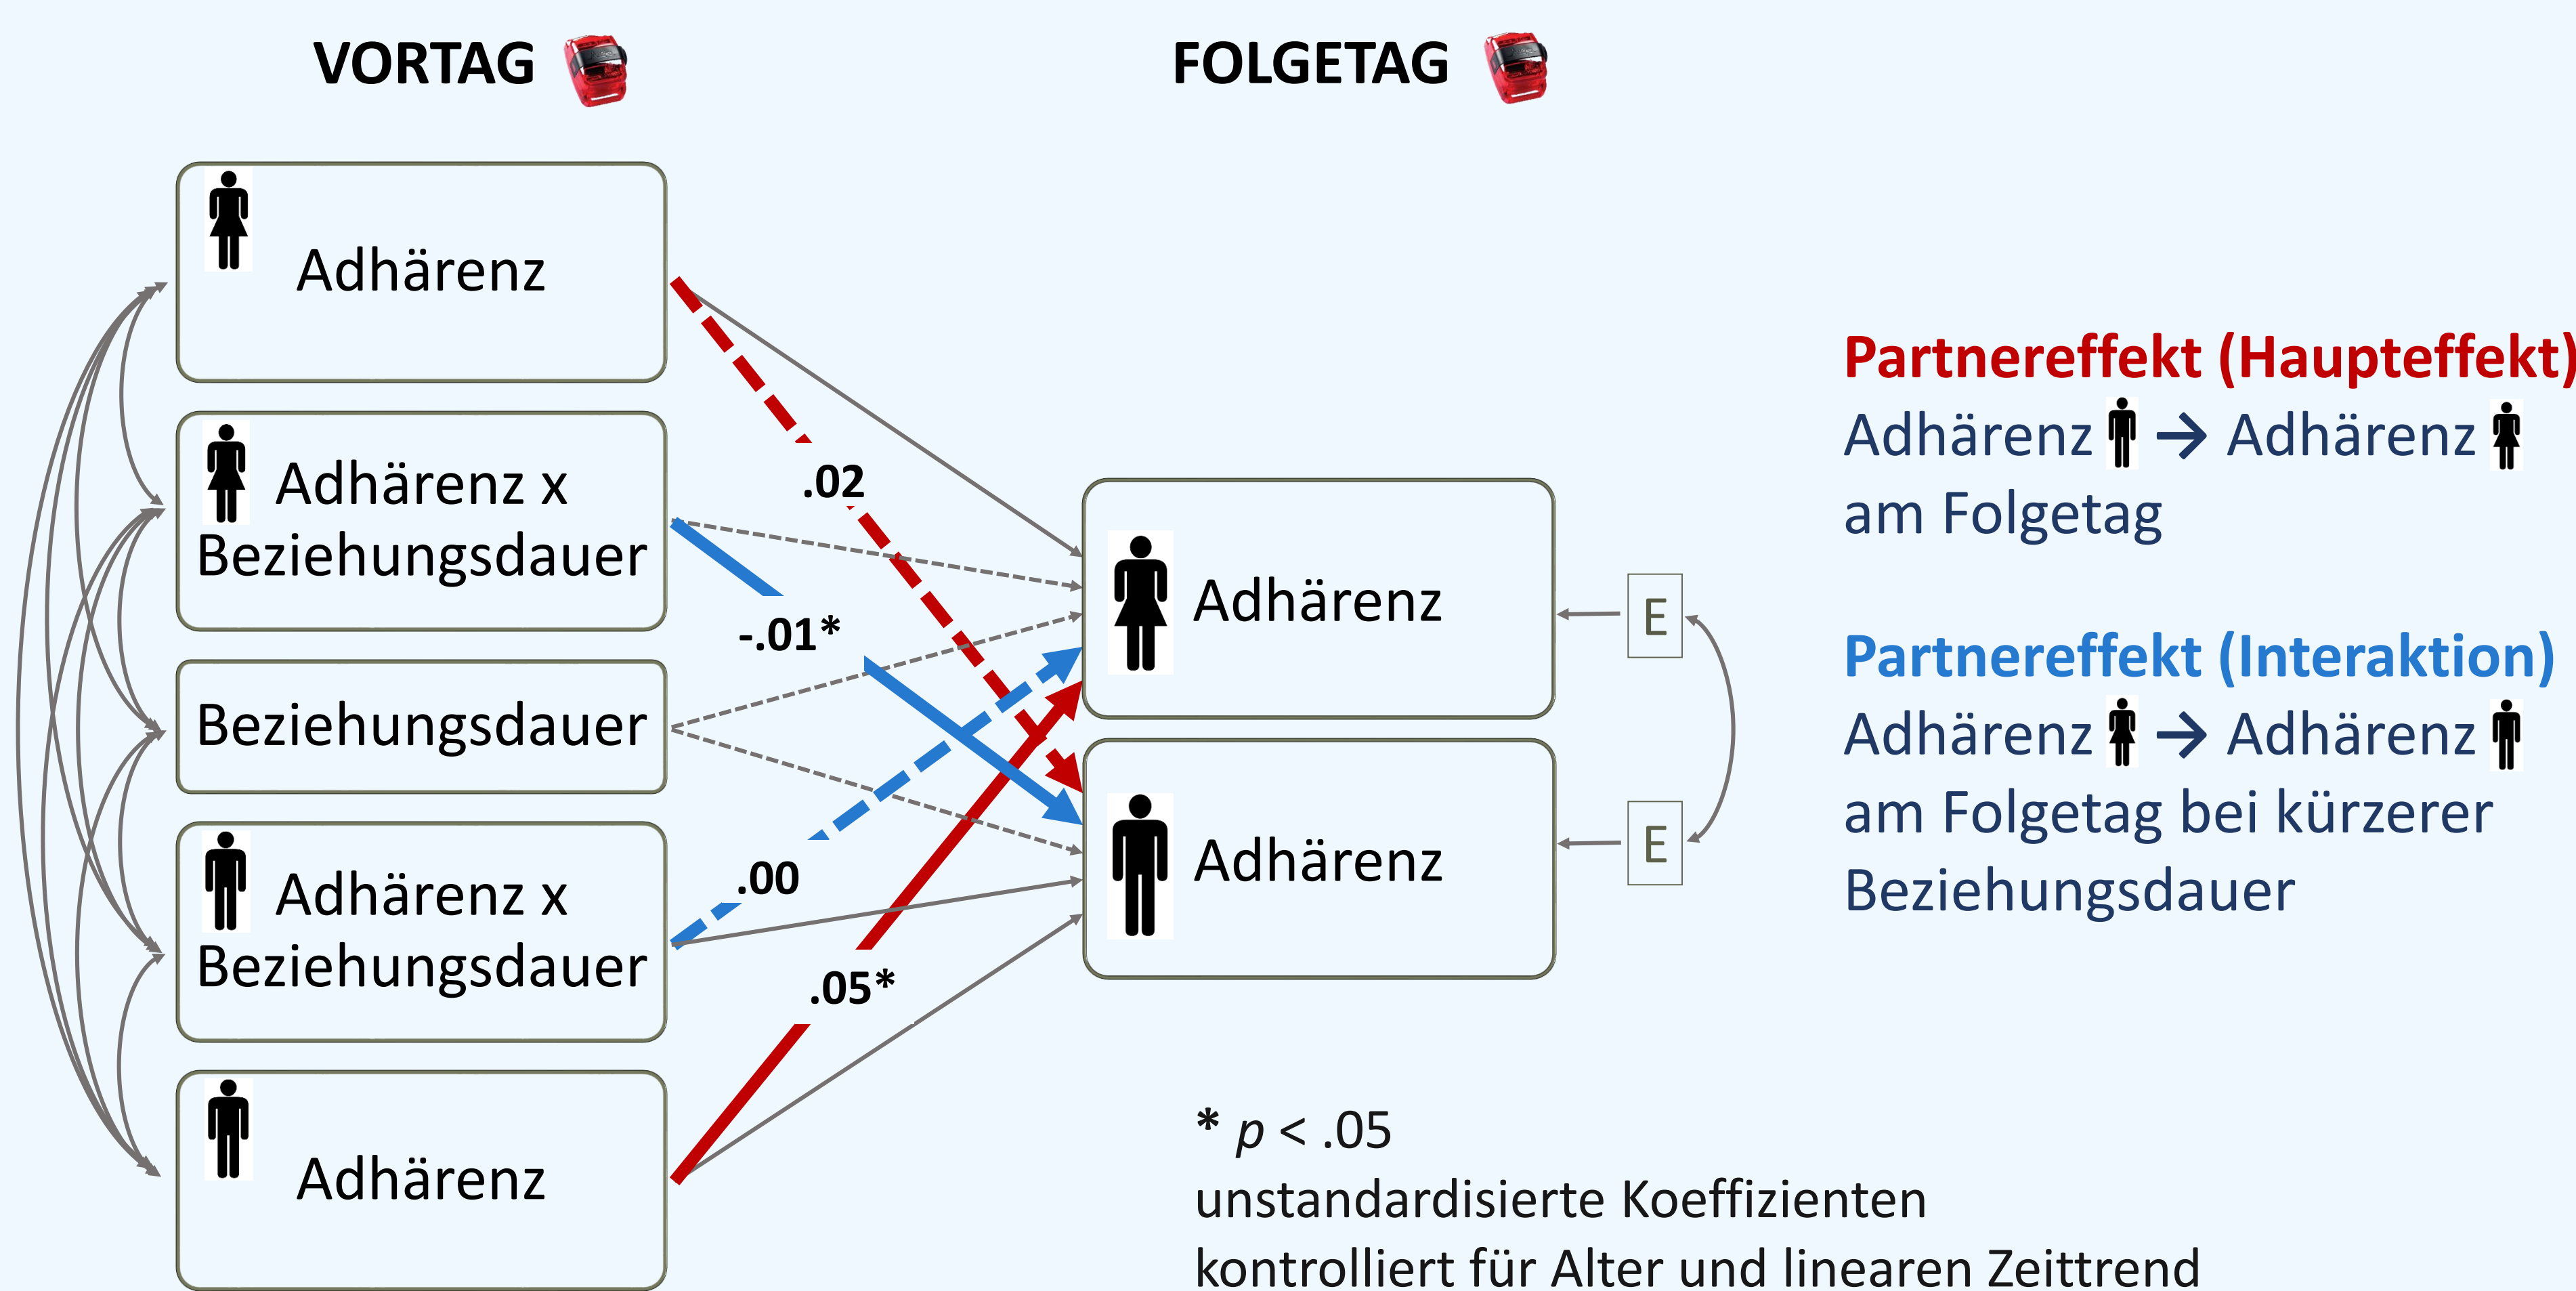 VORTAG
FOLGETAG
Adhärenz
Adhärenz x
Beziehungsdauer
Beziehungsdauer
Adhärenz x
Beziehungsdauer
Adhärenz
.02
-.01*
.00
.05*
Adhärenz
Adhärenz
E
E
Partnereffekt (Haupteffekt)
Adhärenz → Adhärenz
am Folgetag
Partnereffekt (Interaktion)
Adhärenz → Adhärenz
am Folgetag bei kürzerer
Beziehungsdauer
* p < .05
unstandardisierte Koeffizienten
kontrolliert für Alter und linearen Zeittrend